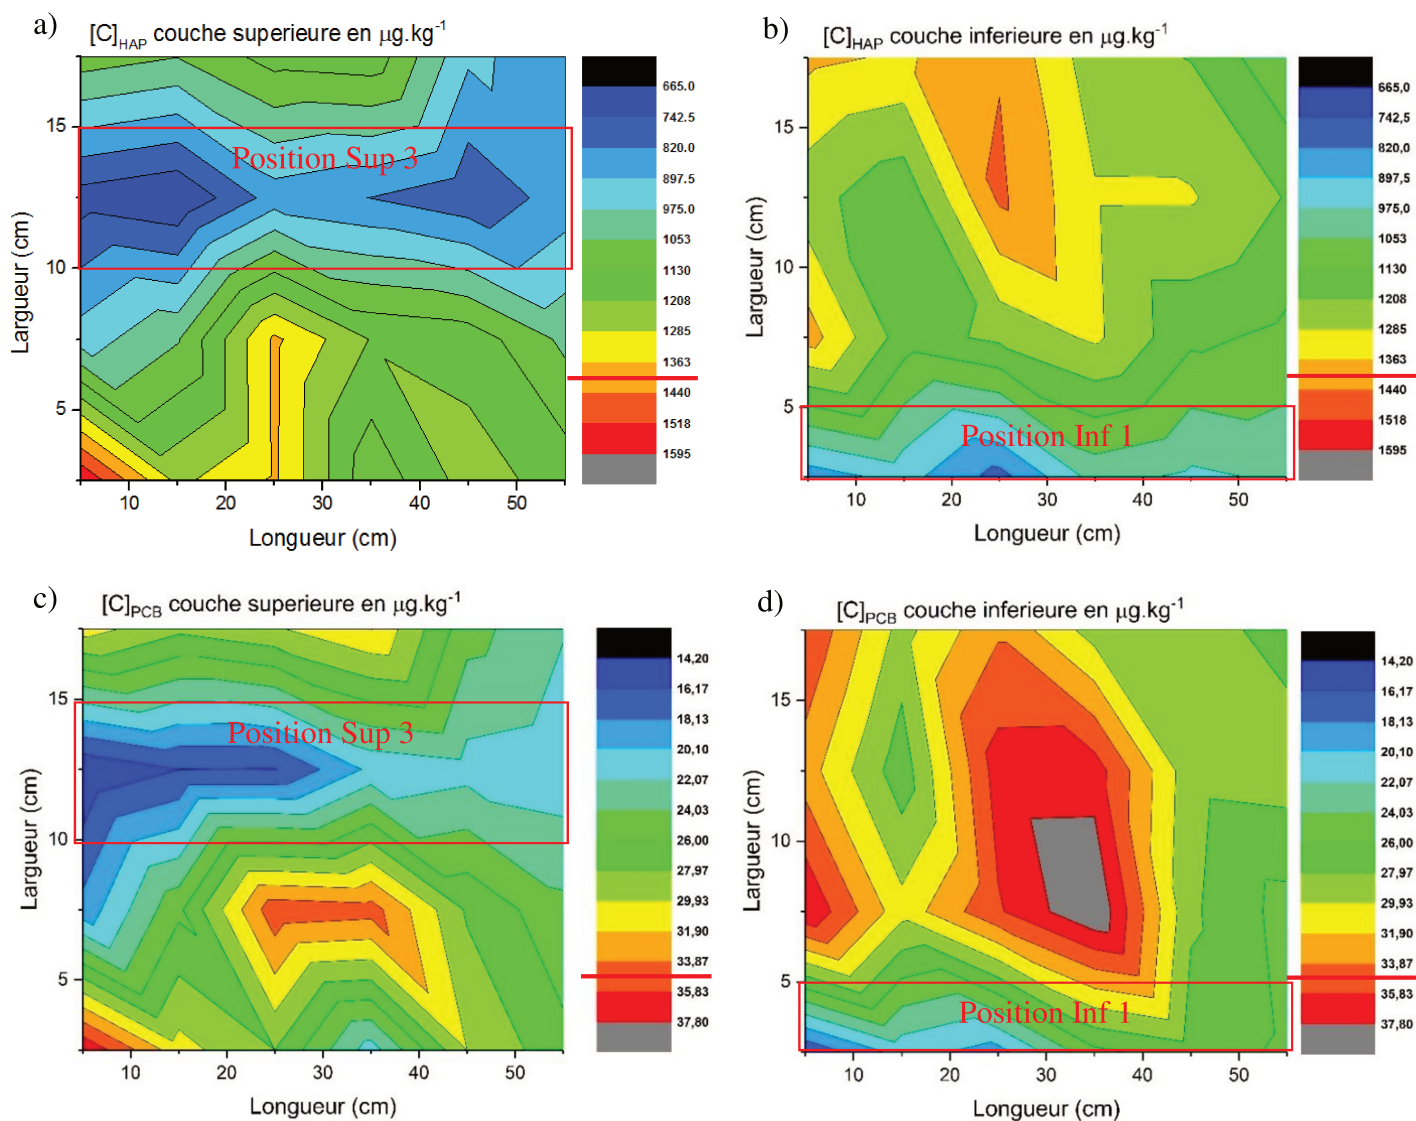 a)
[C]HAP couche superieure en μg.kg-1
Largueur (cm)
15
10
5
Position Sup 3
10 20 30 40 50
Longueur (cm)
665.0
742.5
820.0
897.5
975.0
1053
1130
1208
1285
1363
1440
1518
1595
b)
[C]HAP couche inferieure en μg.kg-1
Largueur (cm)
15
10
5
Position Inf 1
10 20 30 40 50
Longueur (cm)
665,0
742,5
820,0
897,5
975,0
1053
1130
1208
1285
1363
1440
1518
1595
c)
[C]PCB couche superieure en μg.kg-1
Largueur (cm)
15
10
5
Position Sup 3
10 20 30 40 50
Longueur (cm)
14,20
16,17
18,13
20,10
22,07
24,03
26,00
27,97
29,93
31,90
33,87
35,83
37,80
d)
[C]PCB couche inferieure en μg.kg-1
Largueur (cm)
15
10
5
Position Inf 1
10 20 30 40 50
Longueur (cm)
14,20
16,17
18,13
20,10
22,07
24,03
26,00
27,97
29,93
31,90
33,87
35,83
37,80